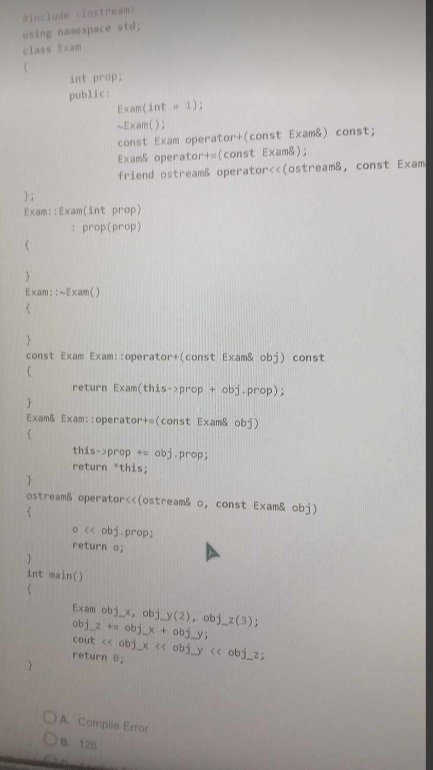 #include <iostream>
using namespace std;
class Exam
{
int prop;
public:
Exam(int = 1);
~Exam();
const Exam operator+(const Exam&) const;
Exam& operator+=(const Exam&);
friend ostream& operator<<(ostream&, const Exam
};
Exam::Exam(int prop)
: prop(prop)
{
}
Exam::~Exam()
{
}
const Exam Exam::operator+(const Exam& obj) const
{
return Exam(this->prop + obj.prop);
}
Exam& Exam::operator+=(const Exam& obj)
{
this->prop += obj.prop;
return *this;
}
ostream& operator<<(ostream& o, const Exam& obj)
{
o << obj.prop;
return o;
}
int main()
{
Exam obj_x, obj_y(2), obj_z(3);
obj_z += obj_x + obj_y;
cout << obj_x << obj_y << obj_z;
return 0;
}
A. Compile Error
B. 126